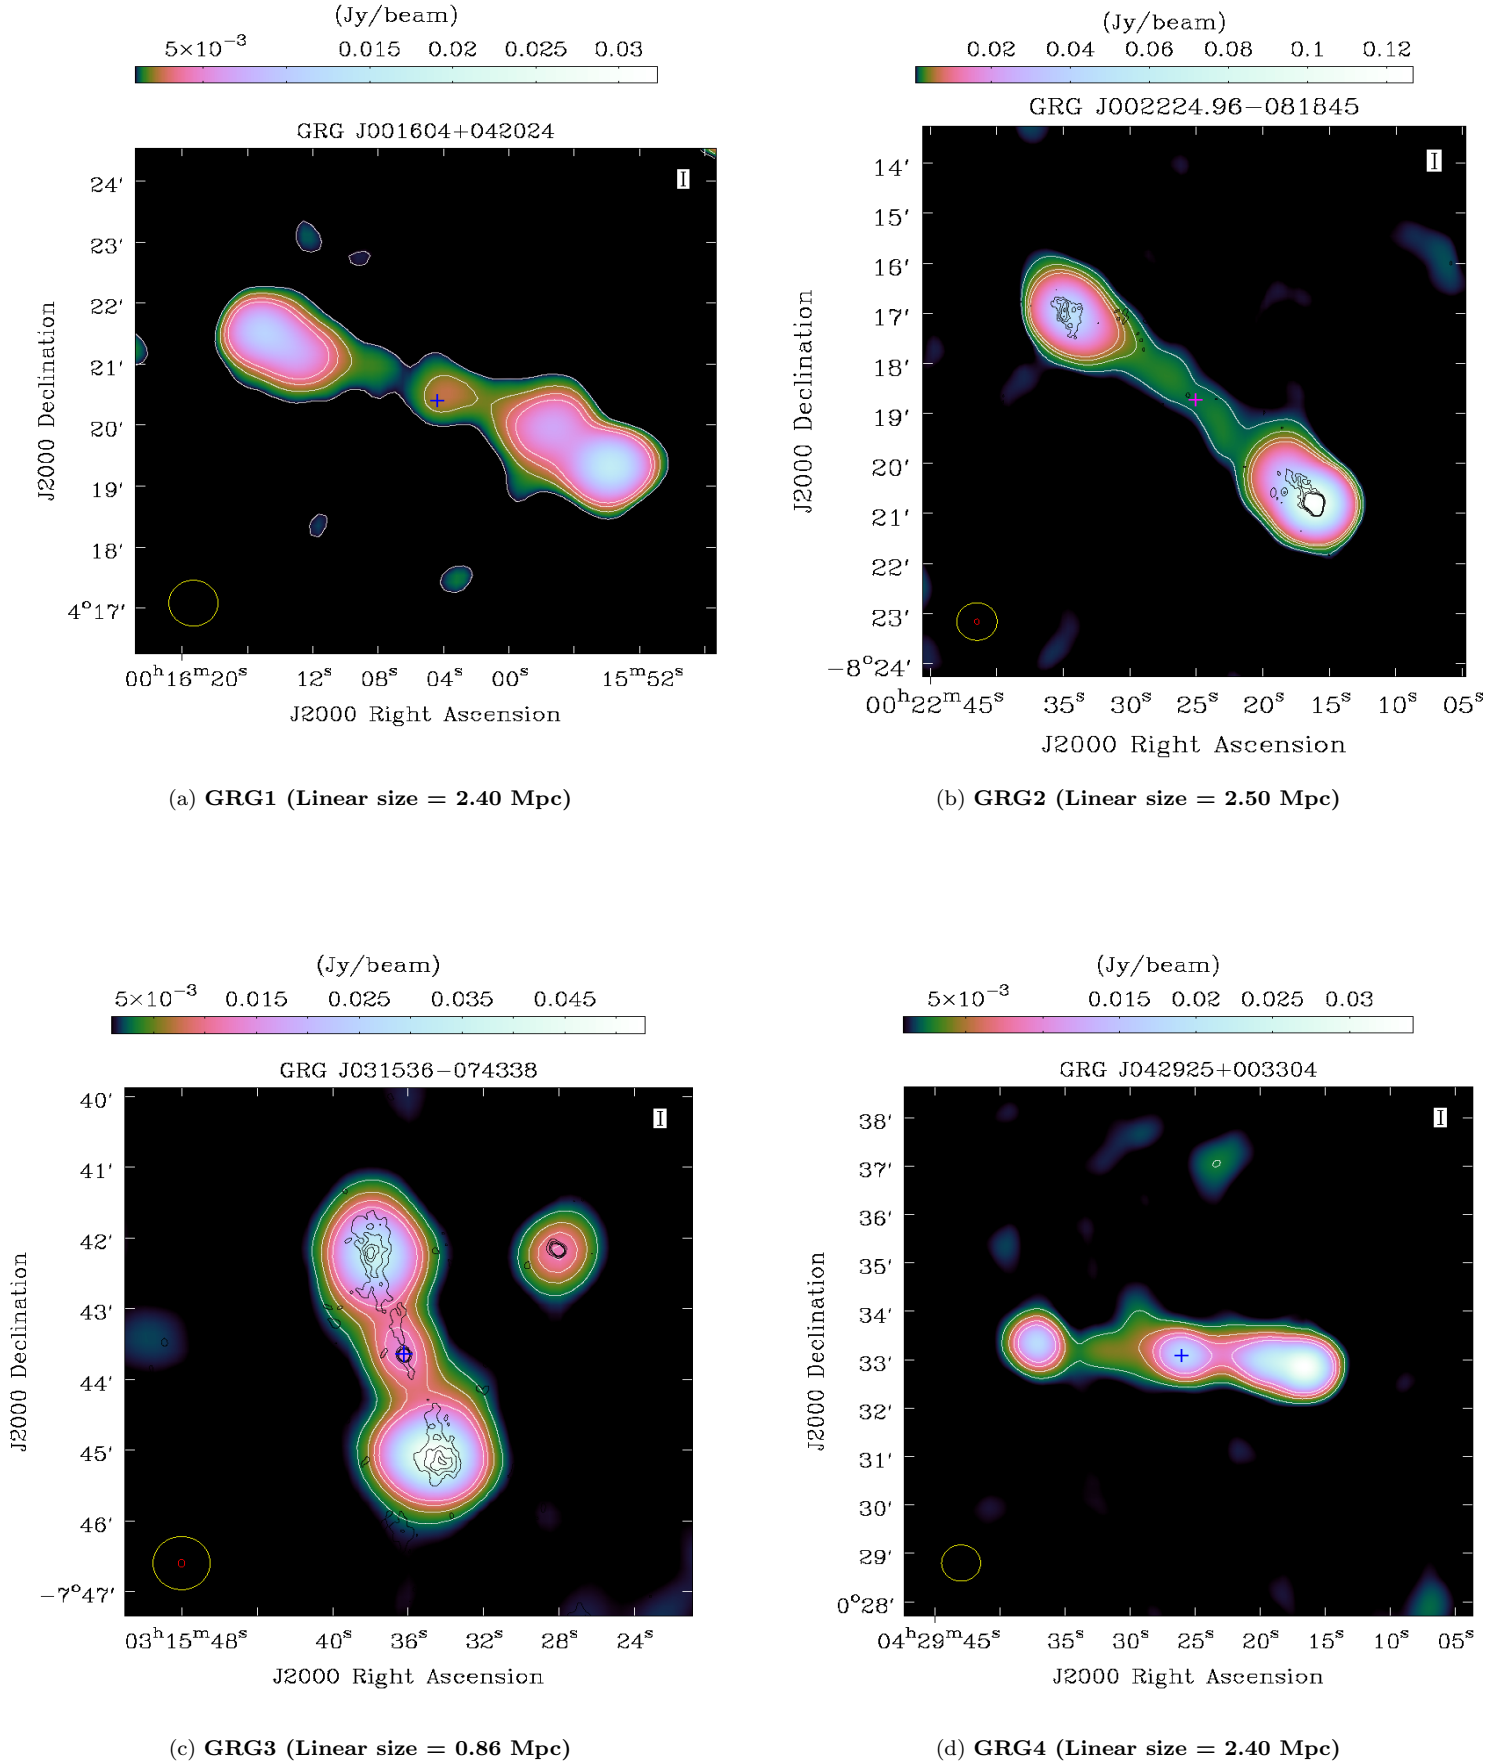 (Jy/beam)
5×10⁻³ 0.015 0.02 0.025 0.03
GRG J001604+042024
I
24′
23′
22′
21′
20′
19′
18′
4°17′
J2000 Declination
00ʰ16ᵐ20ˢ 12ˢ 08ˢ 04ˢ 00ˢ 15ᵐ52ˢ
J2000 Right Ascension
(a) GRG1 (Linear size = 2.40 Mpc)
(Jy/beam)
0.02 0.04 0.06 0.08 0.1 0.12
GRG J002224.96−081845
I
14′
15′
16′
17′
18′
19′
20′
21′
22′
23′
−8°24′
J2000 Declination
00ʰ22ᵐ45ˢ 35ˢ 30ˢ 25ˢ 20ˢ 15ˢ 10ˢ 05ˢ
J2000 Right Ascension
(b) GRG2 (Linear size = 2.50 Mpc)
(Jy/beam)
5×10⁻³ 0.015 0.025 0.035 0.045
GRG J031536−074338
I
40′
41′
42′
43′
44′
45′
46′
−7°47′
J2000 Declination
03ʰ15ᵐ48ˢ 40ˢ 36ˢ 32ˢ 28ˢ 24ˢ
J2000 Right Ascension
(c) GRG3 (Linear size = 0.86 Mpc)
(Jy/beam)
5×10⁻³ 0.015 0.02 0.025 0.03
GRG J042925+003304
I
38′
37′
36′
35′
34′
33′
32′
31′
30′
29′
0°28′
J2000 Declination
04ʰ29ᵐ45ˢ 35ˢ 30ˢ 25ˢ 20ˢ 15ˢ 10ˢ 05ˢ
J2000 Right Ascension
(d) GRG4 (Linear size = 2.40 Mpc)